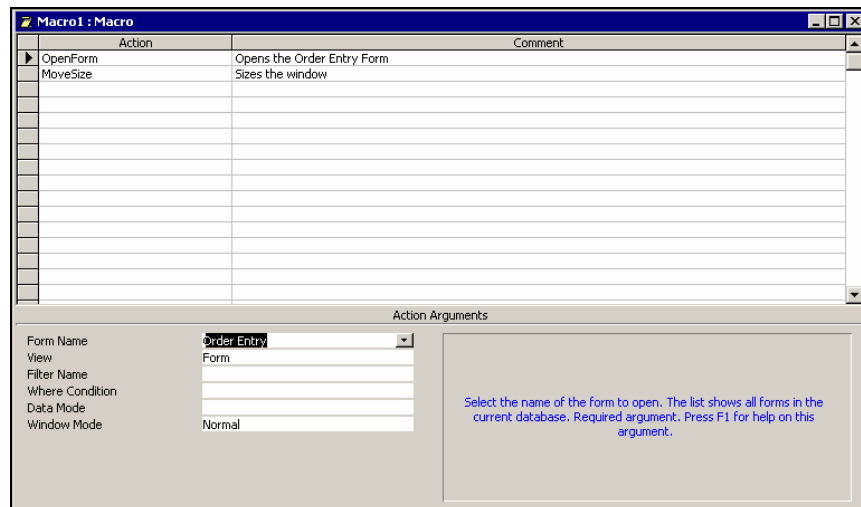 Macro1 : Macro
Action Comment
OpenForm Opens the Order Entry Form
MoveSize Sizes the window
Action Arguments
Form Name Order Entry
View Form
Filter Name
Where Condition
Data Mode
Window Mode Normal
Select the name of the form to open. The list shows all forms in the
current database. Required argument. Press F1 for help on this
argument.